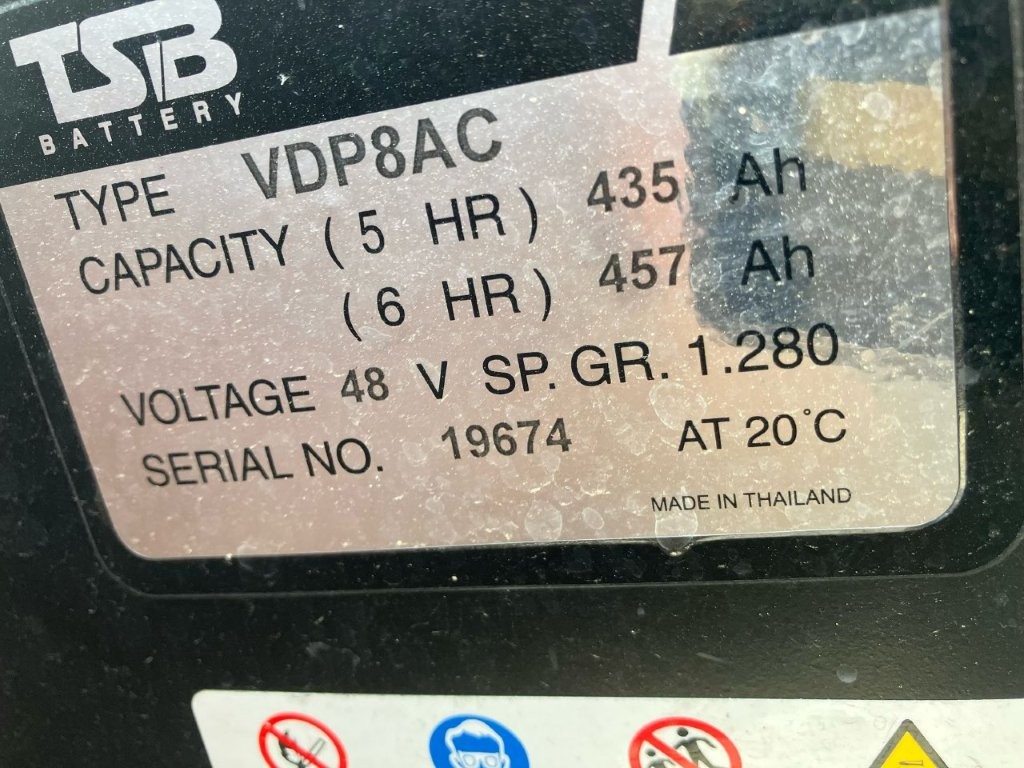 TSB
BATTERY
TYPE VDP8AC
CAPACITY ( 5 HR ) 435 Ah
( 6 HR ) 457 Ah
VOLTAGE 48 V SP. GR. 1.280
SERIAL NO. 19674 AT 20°C
MADE IN THAILAND